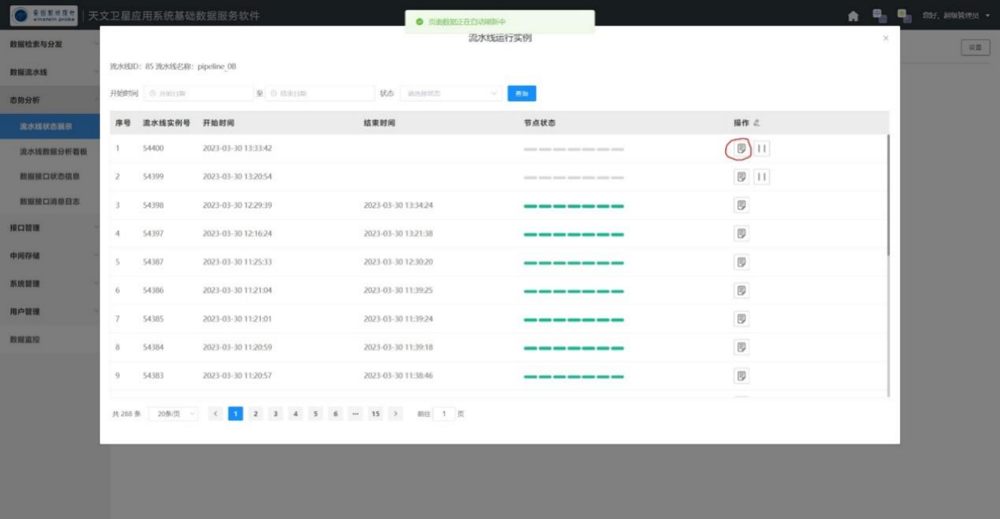 爱因斯坦探针 天文卫星应用系统基础数据服务软件
einstein probe
页面数据正在自动刷新中
您好，超级管理员
设置
数据检索与分发
数据流水线
态势分析
流水线状态展示
流水线数据分析看板
数据接口状态信息
数据接口消息日志
接口管理
中间存储
系统管理
用户管理
数据监控
流水线运行实例
流水线ID： 85 流水线名称： pipeline_08
开始时间 开始日期 至 结束日期 状态 请选择状态 查询
序号 流水线实例号 开始时间 结束时间 节点状态 操作
1 54400 2023-03-30 13:33:42
2 54399 2023-03-30 13:20:54
3 54398 2023-03-30 12:29:39 2023-03-30 13:34:24
4 54397 2023-03-30 12:16:24 2023-03-30 13:21:38
5 54387 2023-03-30 11:25:33 2023-03-30 12:30:20
6 54386 2023-03-30 11:21:04 2023-03-30 11:39:25
7 54385 2023-03-30 11:21:01 2023-03-30 11:39:24
8 54384 2023-03-30 11:20:59 2023-03-30 11:39:18
9 54383 2023-03-30 11:20:57 2023-03-30 11:38:46
共 288 条 20条/页 1 2 3 4 5 6 ... 15 前往 1 页